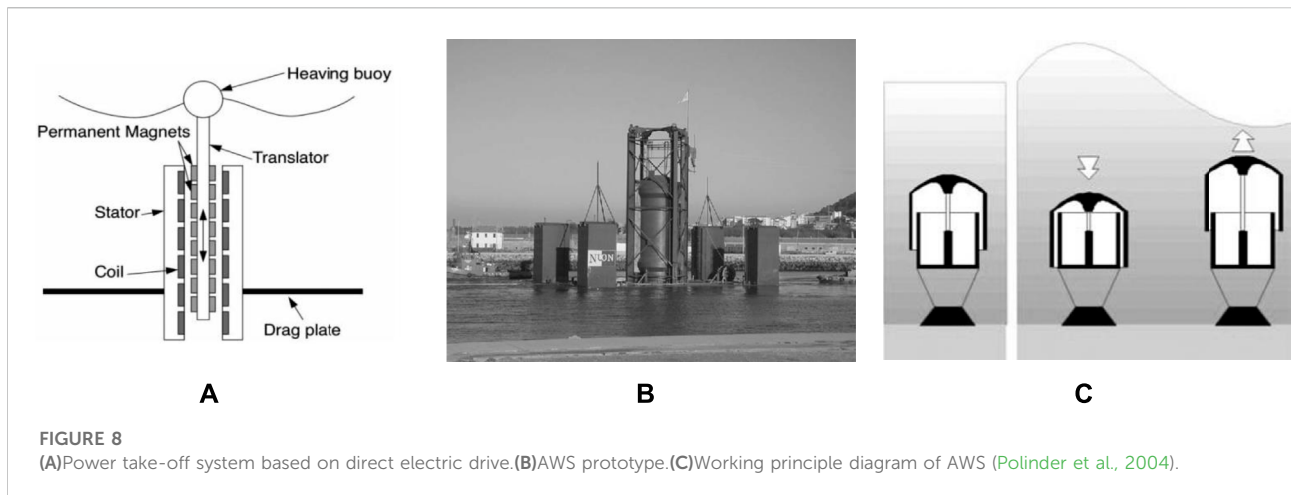 Heaving buoy
Permanent Magnets
Translator
Stator
Coil
Drag plate
NUON
A
B
C
FIGURE 8
(A)Power take-off system based on direct electric drive.(B)AWS prototype.(C)Working principle diagram of AWS (Polinder et al., 2004).